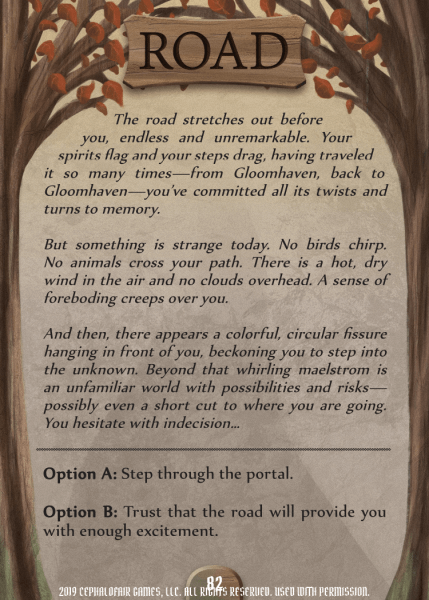 ROAD
The road stretches out before
you, endless and unremarkable. Your
spirits flag and your steps drag, having traveled
it so many times—from Gloomhaven, back to
Gloomhaven—you've committed all its twists and
turns to memory.
But something is strange today. No birds chirp.
No animals cross your path. There is a hot, dry
wind in the air and no clouds overhead. A sense of
foreboding creeps over you.
And then, there appears a colorful, circular fissure
hanging in front of you, beckoning you to step into
the unknown. Beyond that whirling maelstrom is
an unfamiliar world with possibilities and risks—
possibly even a short cut to where you are going.
You hesitate with indecision...
Option A: Step through the portal.
Option B: Trust that the road will provide you
with enough excitement.
82
2019 CEPHALOFAIR GAMES, LLC. ALL RIGHTS RESERVED. USED WITH PERMISSION.